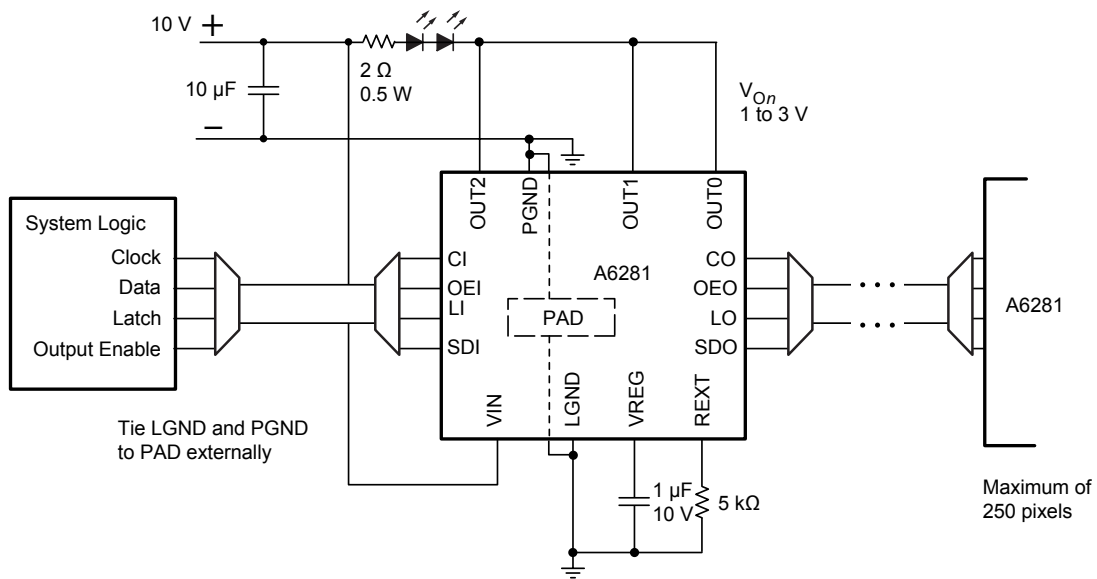 10 V +
10 µF
2 Ω
0.5 W
V_On
1 to 3 V
–
OUT2
PGND
OUT1
OUT0
System Logic
Clock
Data
Latch
Output Enable
CI
OEI
LI
SDI
A6281
PAD
CO
OEO
LO
SDO
A6281
VIN
LGND
VREG
REXT
Tie LGND and PGND
to PAD externally
1 µF
10 V
5 kΩ
Maximum of
250 pixels